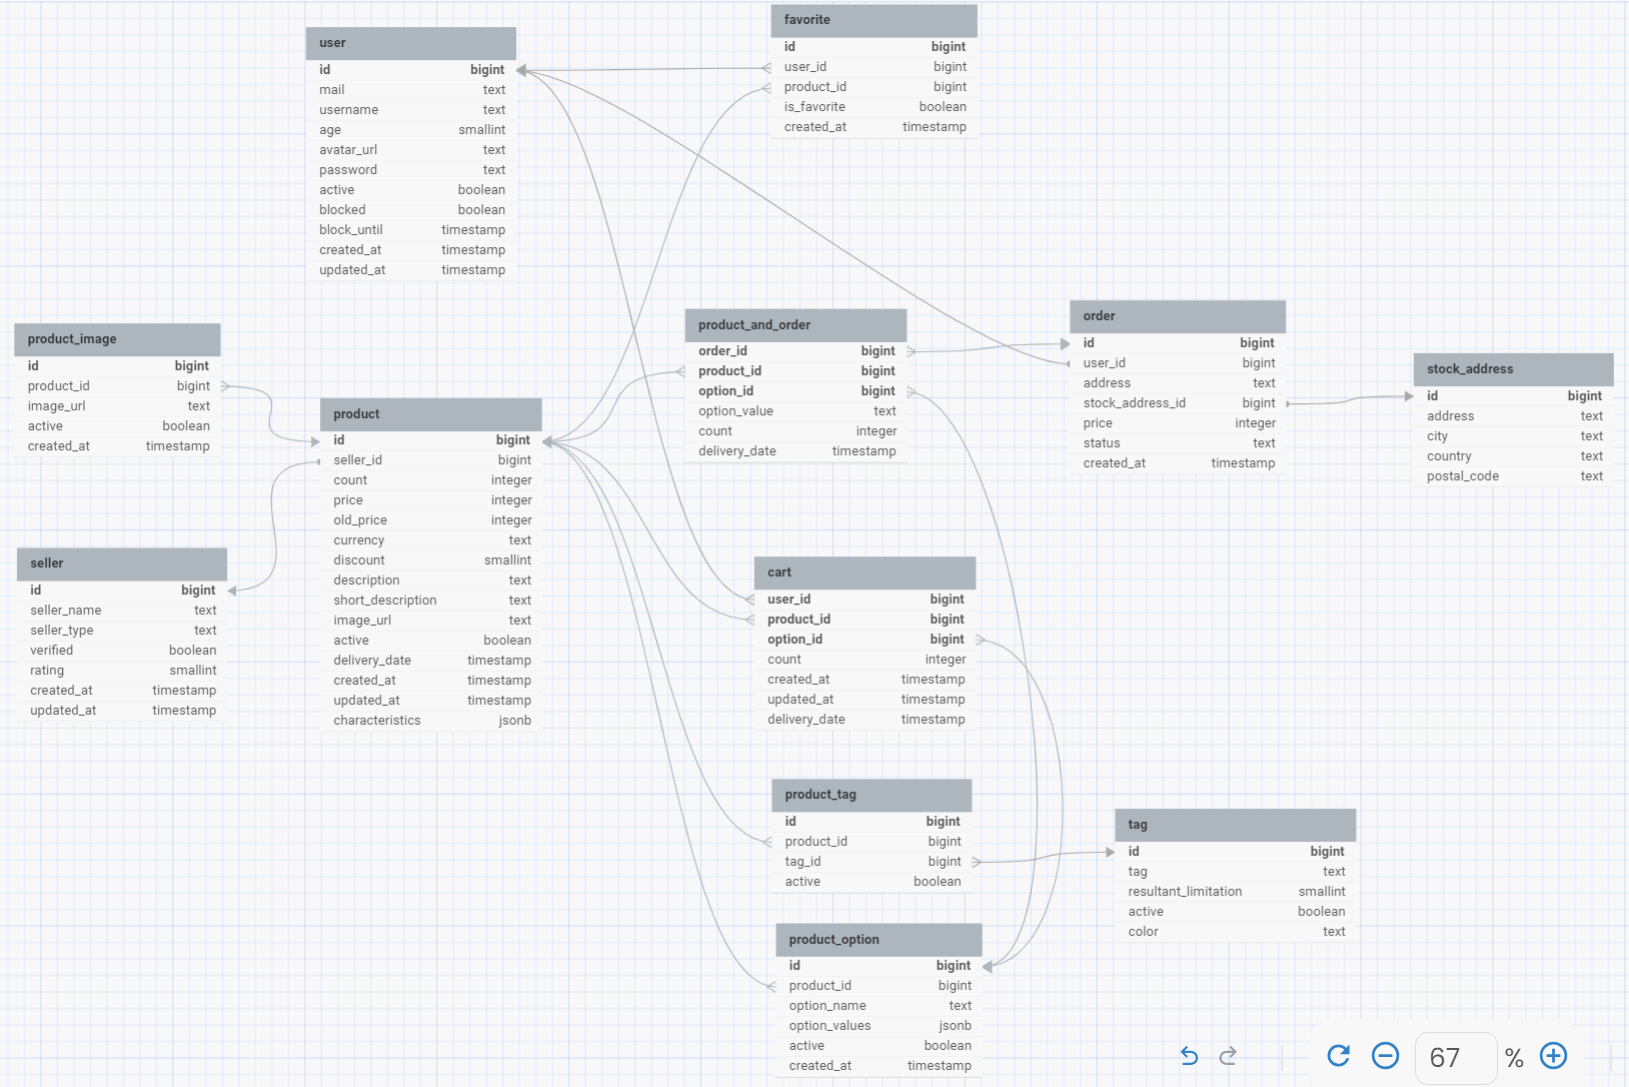 user
id bigint
mail text
username text
age smallint
avatar_url text
password text
active boolean
blocked boolean
block_until timestamp
created_at timestamp
updated_at timestamp
favorite
id bigint
user_id bigint
product_id bigint
is_favorite boolean
created_at timestamp
product_image
id bigint
product_id bigint
image_url text
active boolean
created_at timestamp
product
id bigint
seller_id bigint
count integer
price integer
old_price integer
currency text
discount smallint
description text
short_description text
image_url text
active boolean
delivery_date timestamp
created_at timestamp
updated_at timestamp
characteristics jsonb
product_and_order
order_id bigint
product_id bigint
option_id bigint
option_value text
count integer
delivery_date timestamp
order
id bigint
user_id bigint
address text
stock_address_id bigint
price integer
status text
created_at timestamp
stock_address
id bigint
address text
city text
country text
postal_code text
seller
id bigint
seller_name text
seller_type text
verified boolean
rating smallint
created_at timestamp
updated_at timestamp
cart
user_id bigint
product_id bigint
option_id bigint
count integer
created_at timestamp
updated_at timestamp
delivery_date timestamp
product_tag
id bigint
product_id bigint
tag_id bigint
active boolean
tag
id bigint
tag text
resultant_limitation smallint
active boolean
color text
product_option
id bigint
product_id bigint
option_name text
option_values jsonb
active boolean
created_at timestamp
67 %